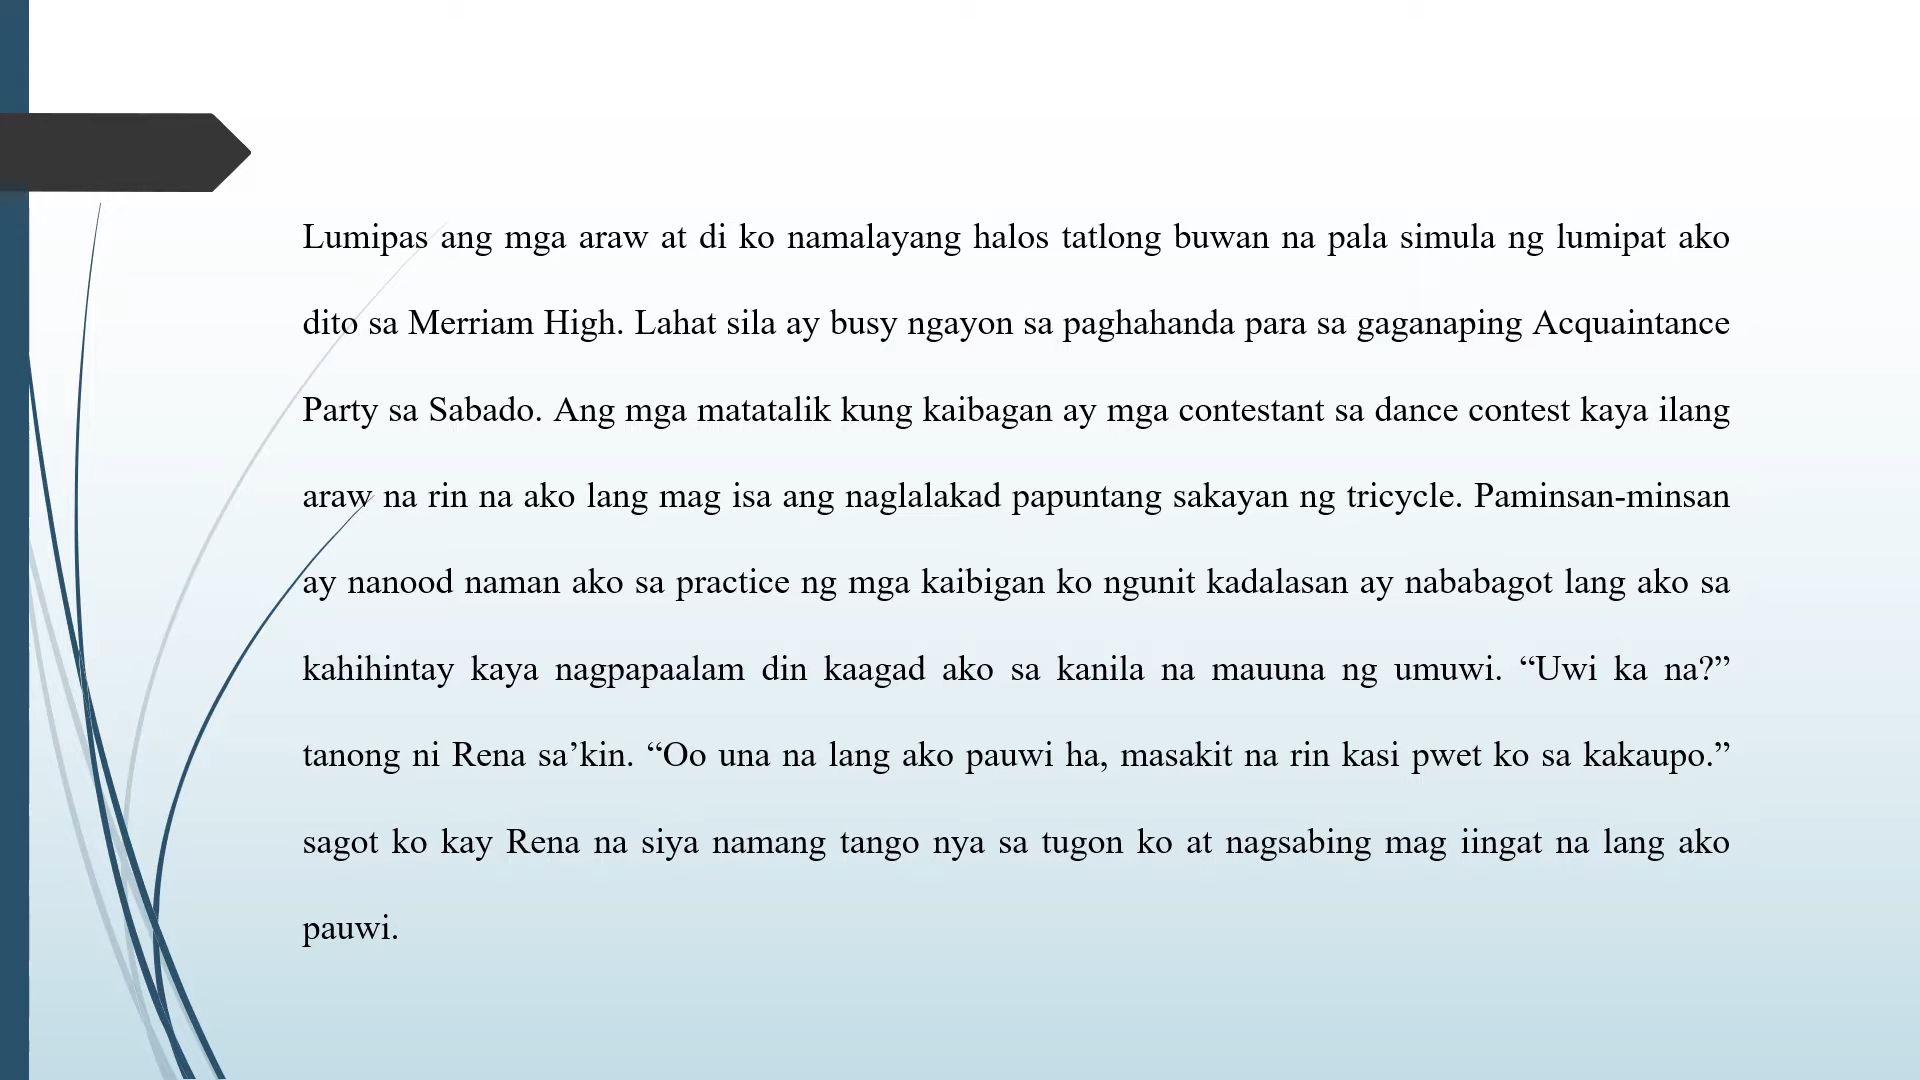 Lumipas ang mga araw at di ko namalayang halos tatlong buwan na pala simula ng lumipat ako
dito sa Merriam High. Lahat sila ay busy ngayon sa paghahanda para sa gaganaping Acquaintance
Party sa Sabado. Ang mga matatalik kung kaibagan ay mga contestant sa dance contest kaya ilang
araw na rin na ako lang mag isa ang naglalakad papuntang sakayan ng tricycle. Paminsan-minsan
ay nanood naman ako sa practice ng mga kaibigan ko ngunit kadalasan ay nababagot lang ako sa
kahihintay kaya nagpapaalam din kaagad ako sa kanila na mauuna ng umuwi. “Uwi ka na?”
tanong ni Rena sa’kin. “Oo una na lang ako pauwi ha, masakit na rin kasi pwet ko sa kakaupo.”
sagot ko kay Rena na siya namang tango nya sa tugon ko at nagsabing mag iingat na lang ako
pauwi.